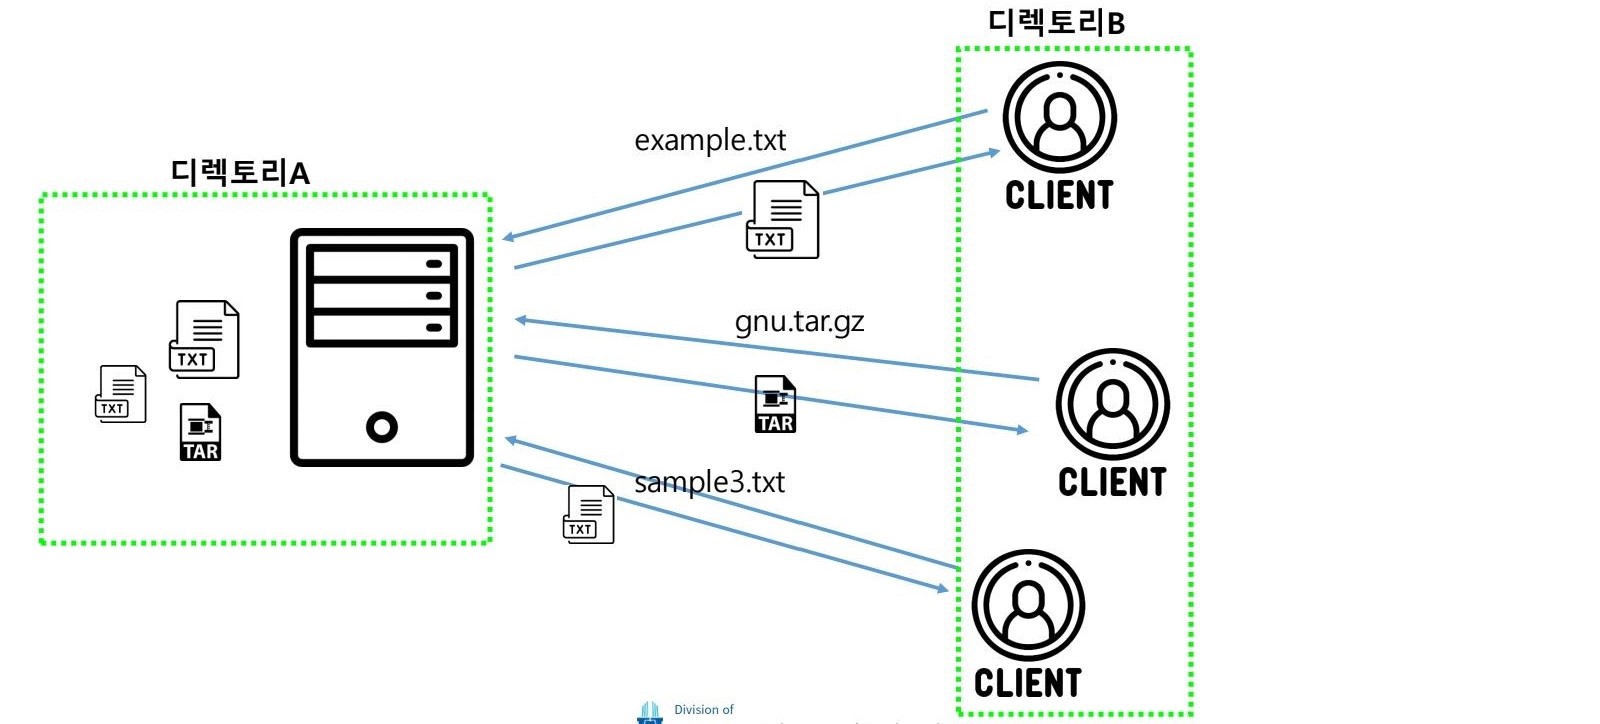 디렉토리B
example.txt
디렉토리A
TXT
CLIENT
gnu.tar.gz
TXT
TXT
TAR
TAR
CLIENT
sample3.txt
TXT
CLIENT
Division of